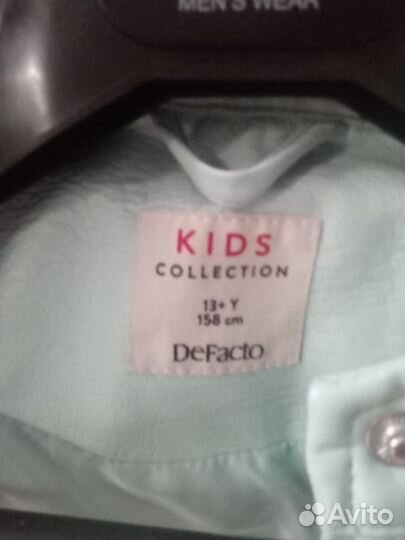 MEN'S WEAR
KIDS
COLLECTION
13+ Y
158 cm
DeFacto
Avito